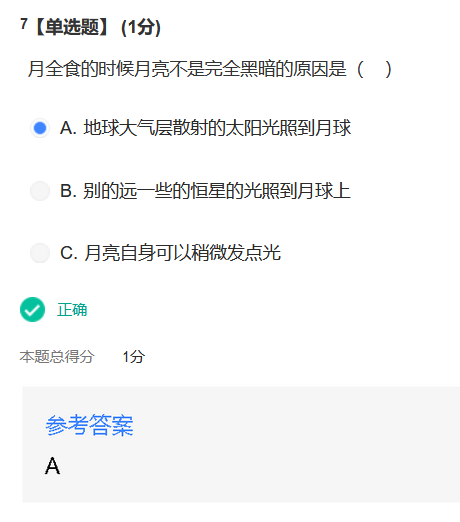 7【单选题】 (1分)
月全食的时候月亮不是完全黑暗的原因是（　）
A. 地球大气层散射的太阳光照到月球
B. 别的远一些的恒星的光照到月球上
C. 月亮自身可以稍微发点光
正确
本题总得分 1分
参考答案
A